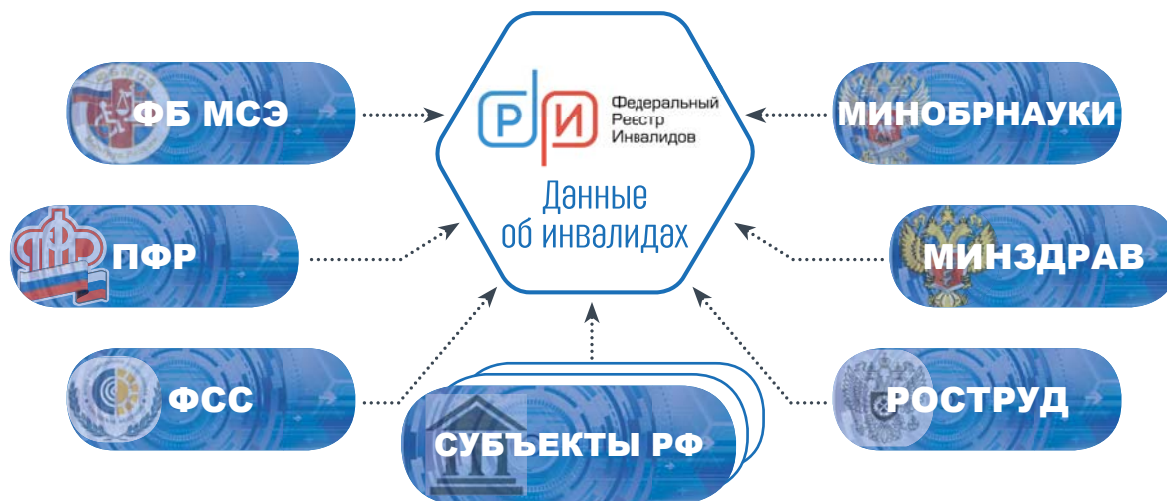 ФБ МСЭ
ПФР
ФСС
РИ
Федеральный
Реестр
Инвалидов
Данные
об инвалидах
СУБЪЕКТЫ РФ
МИНОБРНАУКИ
МИНЗДРАВ
РОСТРУД